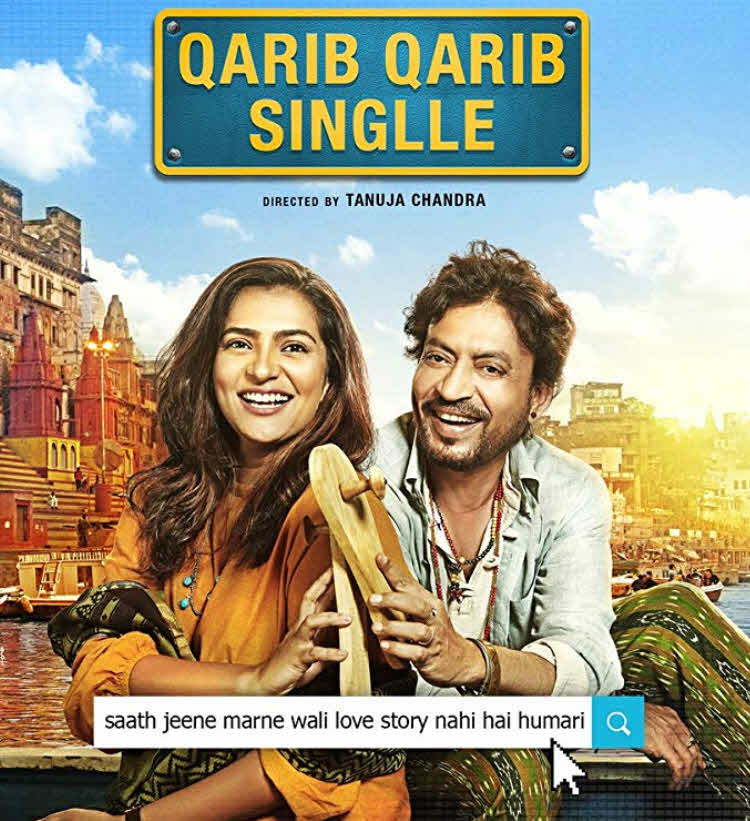 QARIB QARIB
SINGLLE
DIRECTED BY TANUJA CHANDRA
saath jeene marne wali love story nahi hai humari